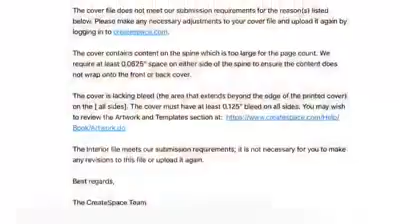 The cover file does not meet our submission requirements for the reason(s) listed
below. Please make any necessary adjustments to your cover file and upload it again by
logging in to createspace.com.
The cover contains content on the spine which is too large for the page count. We
require at least 0.0625" space on either side of the spine to ensure the content does
not wrap onto the front or back cover.
The cover is lacking bleed (the area that extends beyond the edge of the printed cover)
on the [ all sides]. The cover must have at least 0.125" bleed on all sides. You may wish
to review the Artwork and Templates section at: https://www.createspace.com/Help/
Book/Artwork.do
The Interior file meets our submission requirements; it is not necessary for you to make
any revisions to this file or upload it again.
Best regards,
The CreateSpace Team